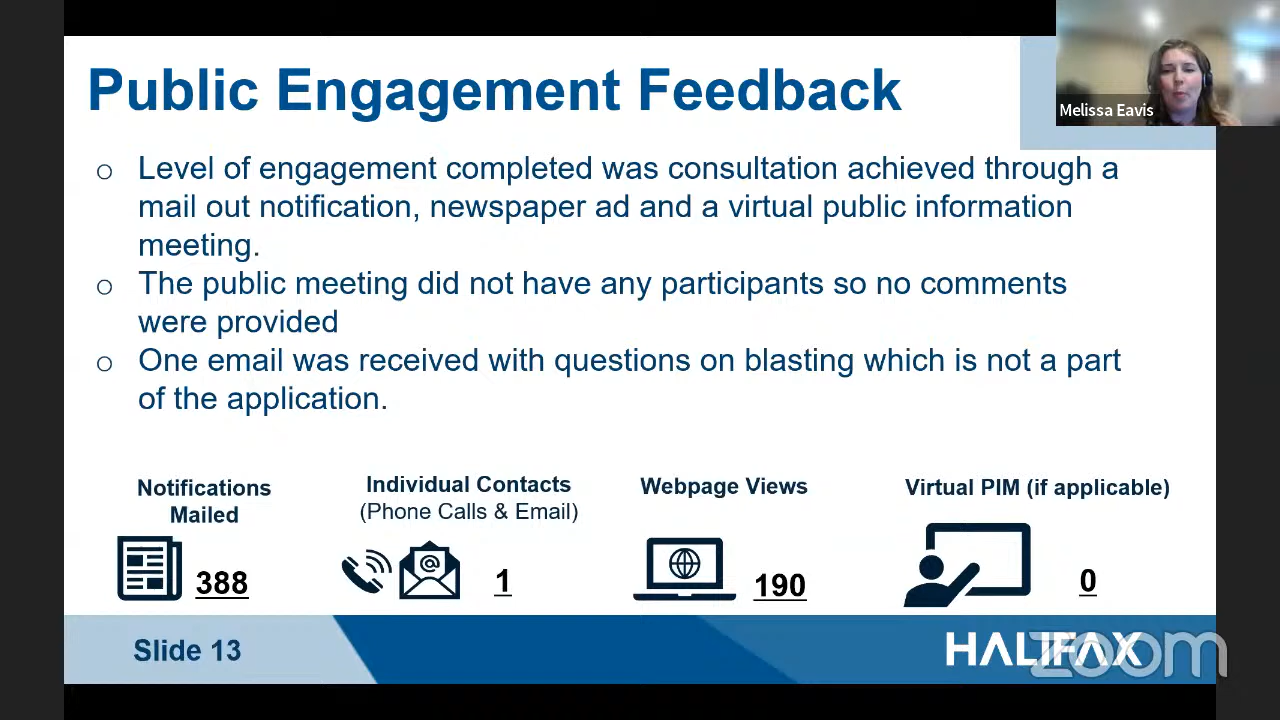 Public Engagement Feedback
Melissa Eavis
o Level of engagement completed was consultation achieved through a
mail out notification, newspaper ad and a virtual public information
meeting.
o The public meeting did not have any participants so no comments
were provided
o One email was received with questions on blasting which is not a part
of the application.
Notifications
Mailed
388
Individual Contacts
(Phone Calls & Email)
@
1
Webpage Views
190
Virtual PIM (if applicable)
0
Slide 13
HALIFAX
zoom